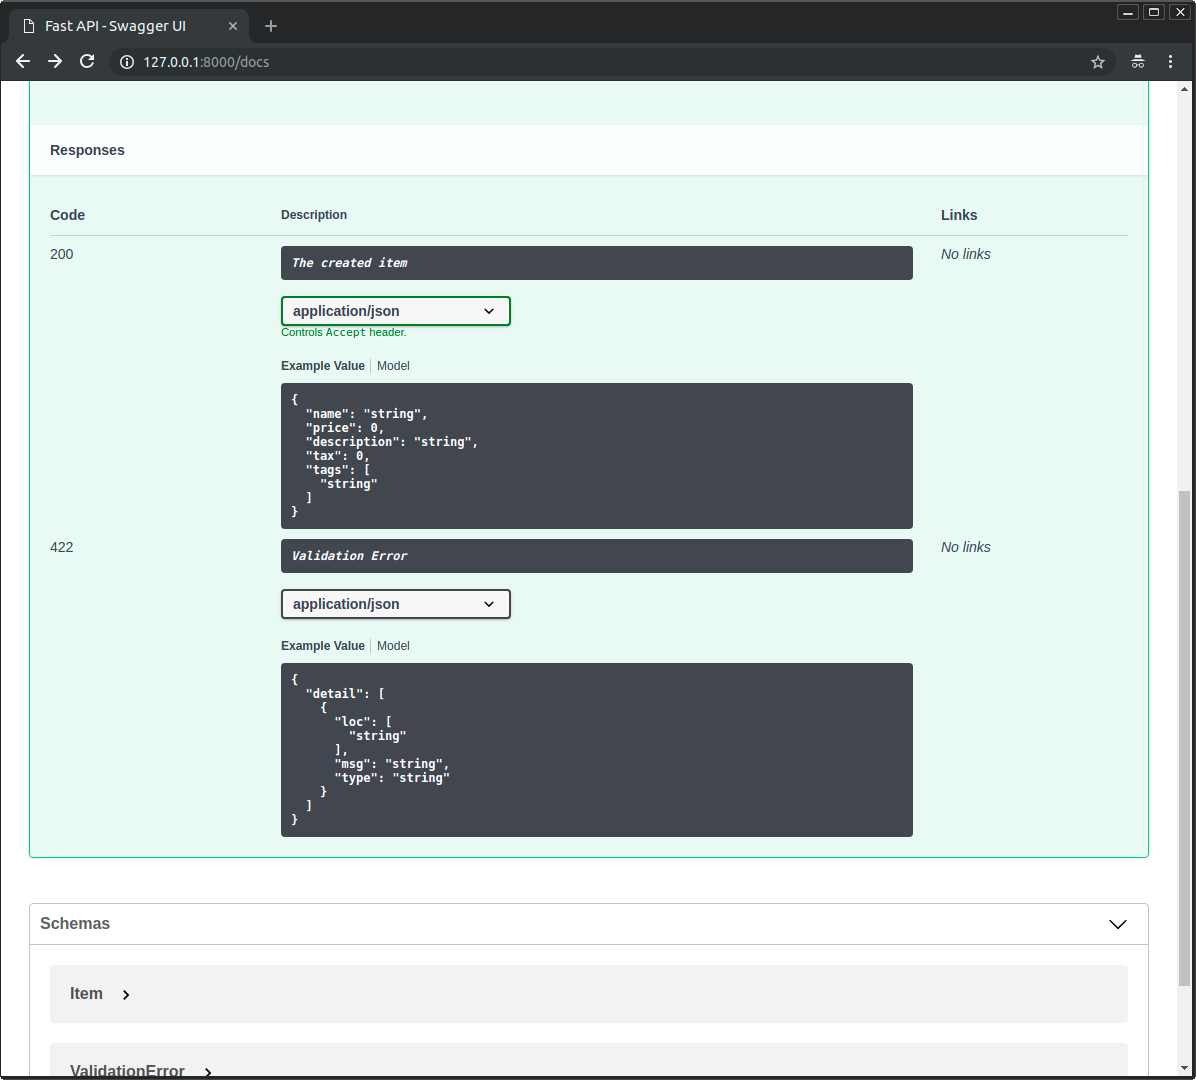 Fast API - Swagger UI
127.0.0.1:8000/docs
Responses
Code Description Links
200 The created item No links
application/json
Controls Accept header.
Example Value Model
{
  "name": "string",
  "price": 0,
  "description": "string",
  "tax": 0,
  "tags": [
    "string"
  ]
}
422 Validation Error No links
application/json
Example Value Model
{
  "detail": [
    {
      "loc": [
        "string"
      ],
      "msg": "string",
      "type": "string"
    }
  ]
}
Schemas
Item
ValidationError